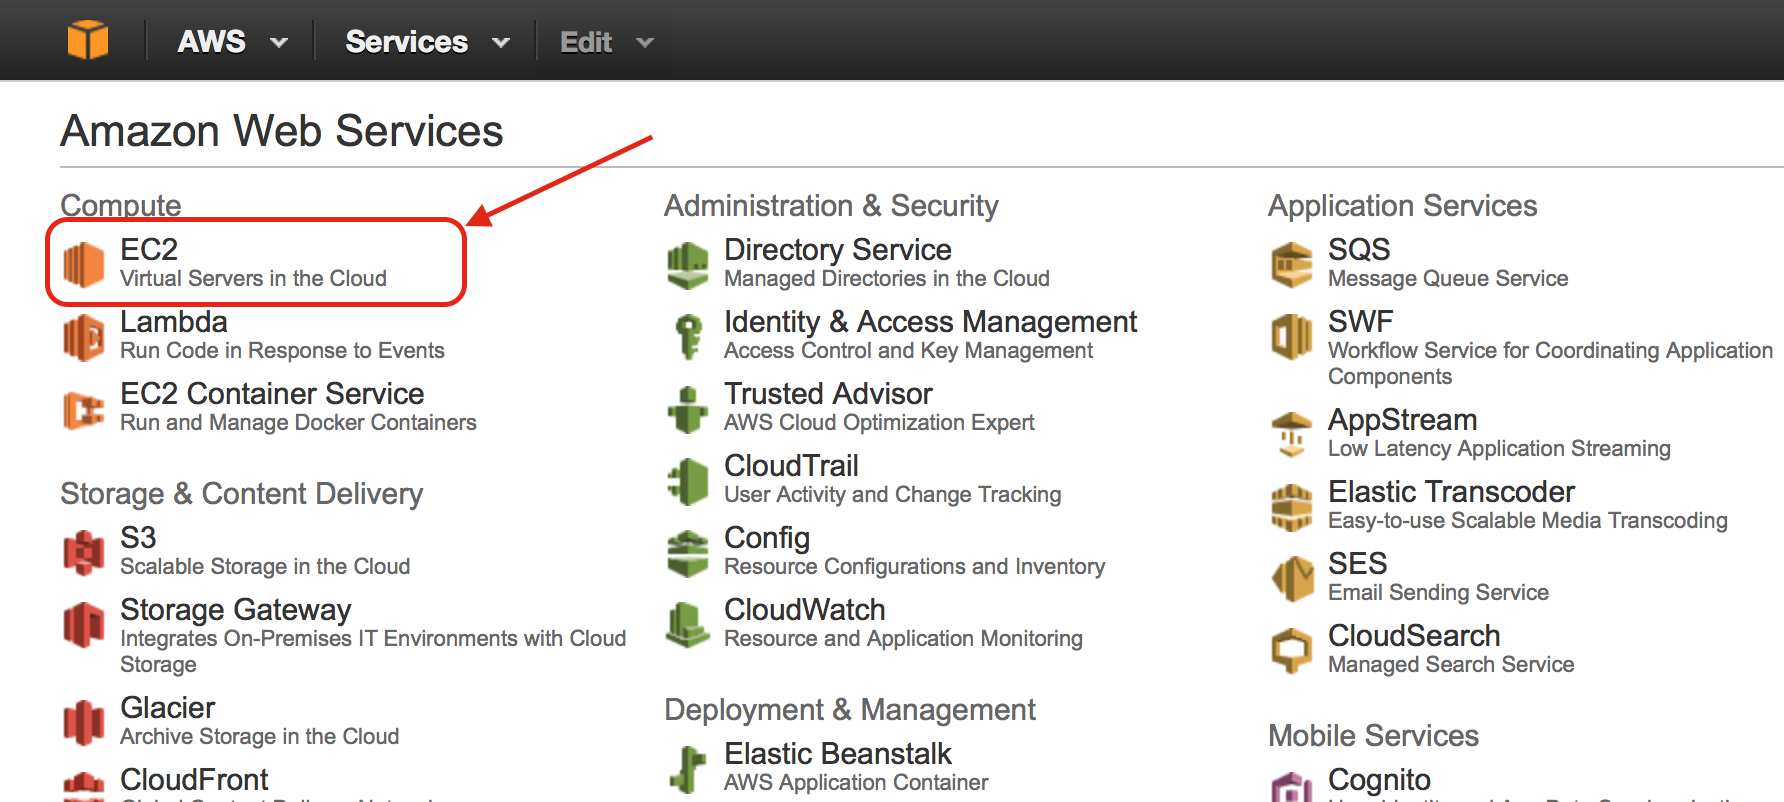 AWS
Services
Edit
Amazon Web Services
Compute
EC2
Virtual Servers in the Cloud
Lambda
Run Code in Response to Events
EC2 Container Service
Run and Manage Docker Containers
Storage & Content Delivery
S3
Scalable Storage in the Cloud
Storage Gateway
Integrates On-Premises IT Environments with Cloud
Storage
Glacier
Archive Storage in the Cloud
CloudFront
Administration & Security
Directory Service
Managed Directories in the Cloud
Identity & Access Management
Access Control and Key Management
Trusted Advisor
AWS Cloud Optimization Expert
CloudTrail
User Activity and Change Tracking
Config
Resource Configurations and Inventory
CloudWatch
Resource and Application Monitoring
Deployment & Management
Elastic Beanstalk
AWS Application Container
Application Services
SQS
Message Queue Service
SWF
Workflow Service for Coordinating Application
Components
AppStream
Low Latency Application Streaming
Elastic Transcoder
Easy-to-use Scalable Media Transcoding
SES
Email Sending Service
CloudSearch
Managed Search Service
Mobile Services
Cognito